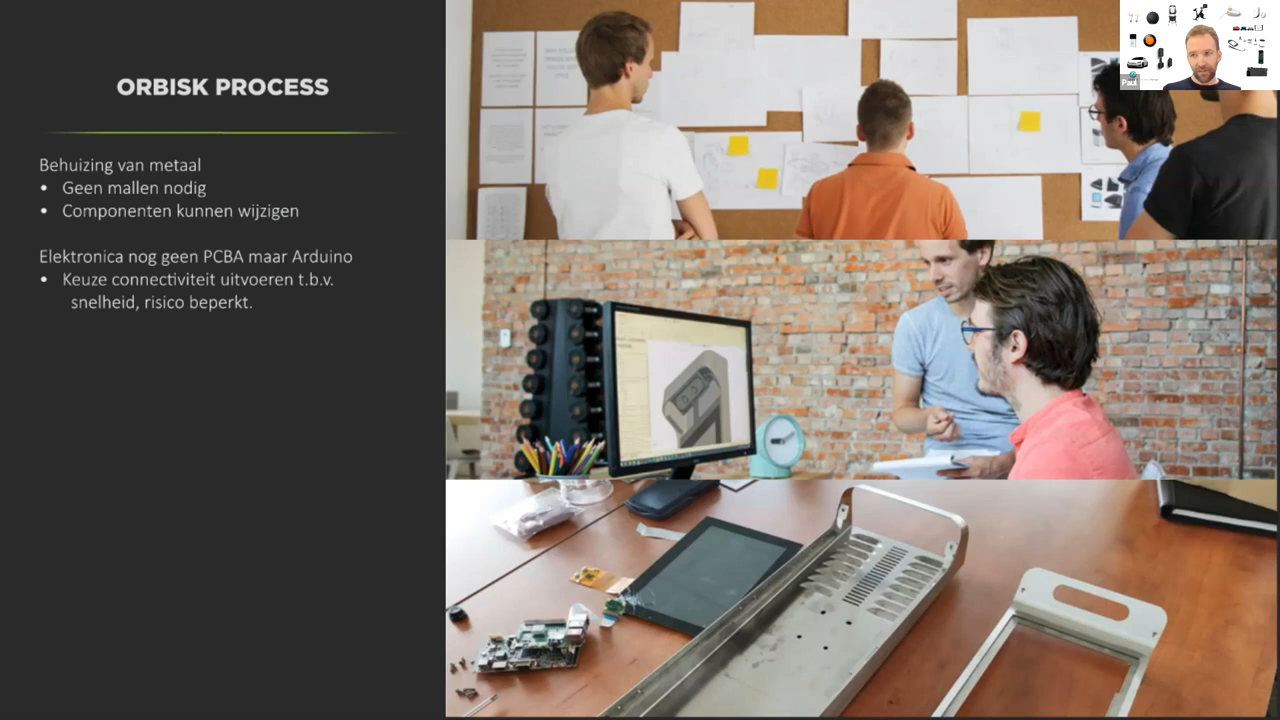 ORBISK PROCESS
Behuizing van metaal
• Geen mallen nodig
• Componenten kunnen wijzigen
Elektronica nog geen PCBA maar Arduino
• Keuze connectiviteit uitvoeren t.b.v.
snelheid, risico beperkt.
Paul